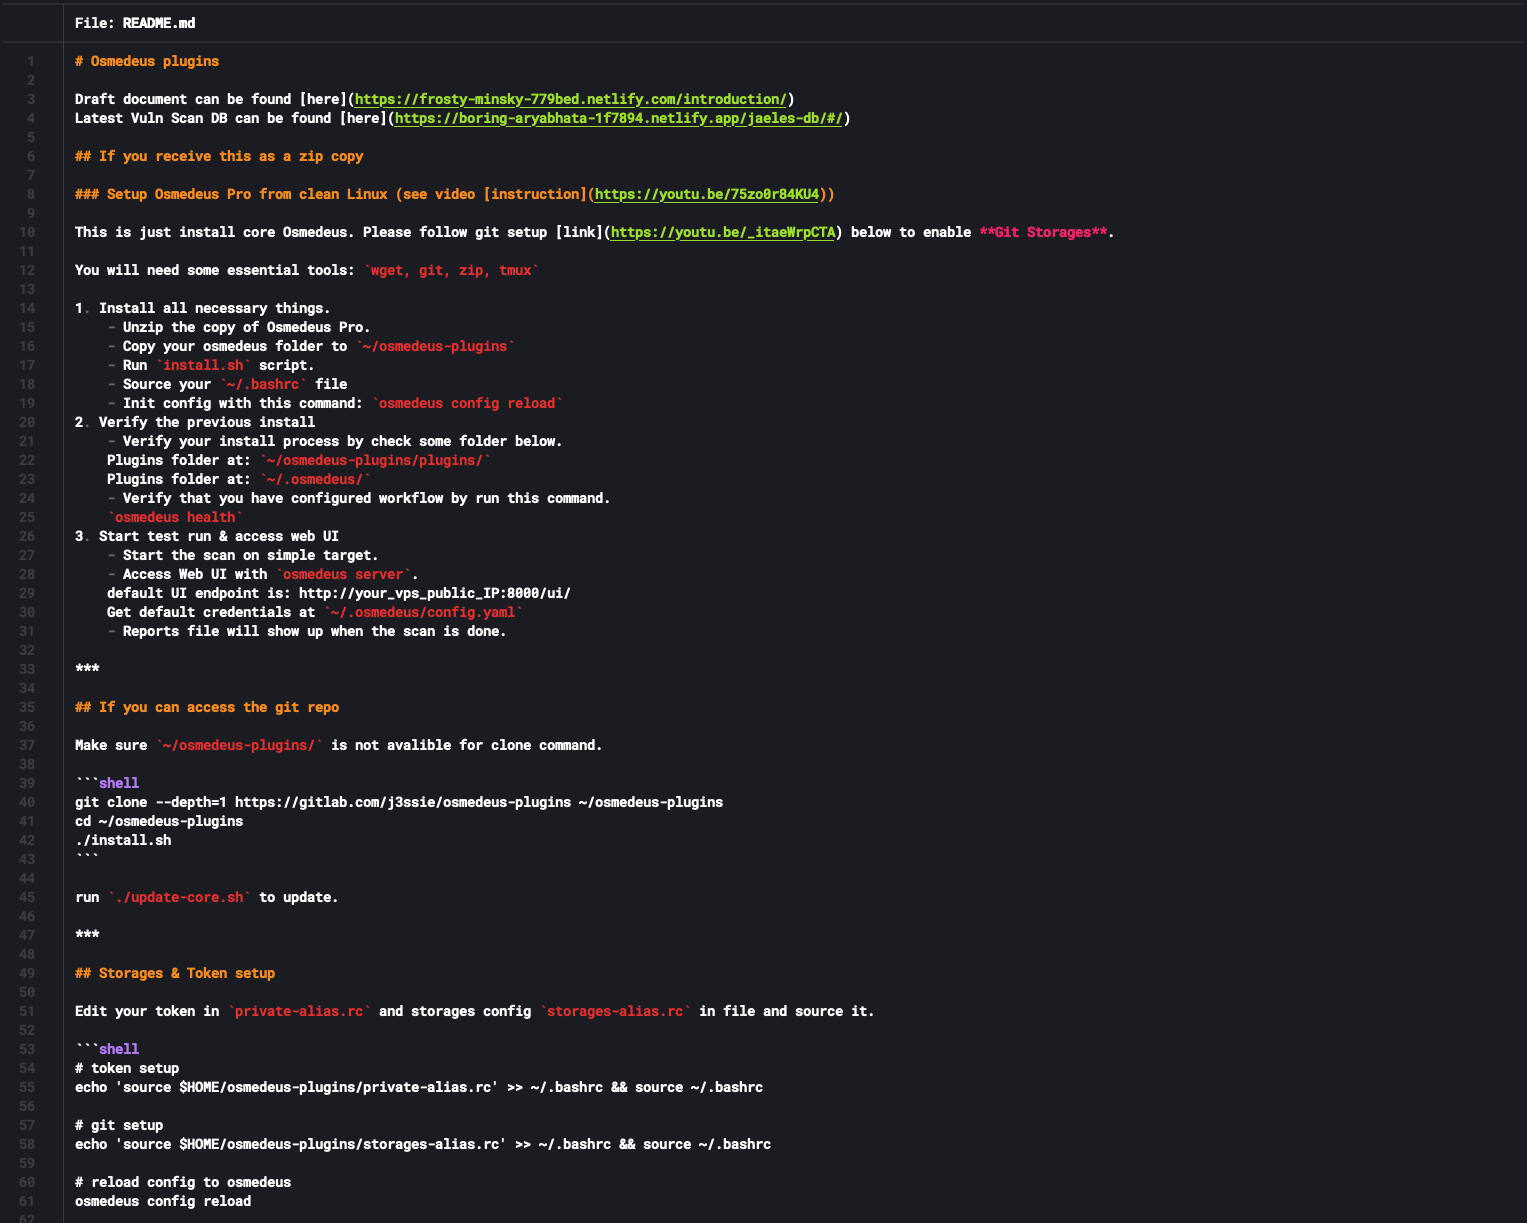 File: README.md
1 # Osmedeus plugins
2
3 Draft document can be found [here](https://frosty-minsky-779bed.netlify.com/introduction/)
4 Latest Vuln Scan DB can be found [here](https://boring-aryabhata-1f7894.netlify.app/jaeles-db/#/)
5
6 ## If you receive this as a zip copy
7
8 ### Setup Osmedeus Pro from clean Linux (see video [instruction](https://youtu.be/75zo0r84KU4))
9
10 This is just install core Osmedeus. Please follow git setup [link](https://youtu.be/_itaeWrpCTA) below to enable **Git Storages**.
11
12 You will need some essential tools: `wget, git, zip, tmux`
13
14 1. Install all necessary things.
15 - Unzip the copy of Osmedeus Pro.
16 - Copy your osmedeus folder to `~/osmedeus-plugins`
17 - Run `install.sh` script.
18 - Source your `~/.bashrc` file
19 - Init config with this command: `osmedeus config reload`
20 2. Verify the previous install
21 - Verify your install process by check some folder below.
22 Plugins folder at: `~/osmedeus-plugins/plugins/`
23 Plugins folder at: `~/.osmedeus/`
24 - Verify that you have configured workflow by run this command.
25 `osmedeus health`
26 3. Start test run & access web UI
27 - Start the scan on simple target.
28 - Access Web UI with `osmedeus server`.
29 default UI endpoint is: http://your_vps_public_IP:8000/ui/
30 Get default credentials at `~/.osmedeus/config.yaml`
31 - Reports file will show up when the scan is done.
32
33 ***
34
35 ## If you can access the git repo
36
37 Make sure `~/osmedeus-plugins/` is not avalible for clone command.
38
39 ```shell
40 git clone --depth=1 https://gitlab.com/j3ssie/osmedeus-plugins ~/osmedeus-plugins
41 cd ~/osmedeus-plugins
42 ./install.sh
43 ```
44
45 run `./update-core.sh` to update.
46
47 ***
48
49 ## Storages & Token setup
50
51 Edit your token in `private-alias.rc` and storages config `storages-alias.rc` in file and source it.
52
53 ```shell
54 # token setup
55 echo 'source $HOME/osmedeus-plugins/private-alias.rc' >> ~/.bashrc && source ~/.bashrc
56
57 # git setup
58 echo 'source $HOME/osmedeus-plugins/storages-alias.rc' >> ~/.bashrc && source ~/.bashrc
59
60 # reload config to osmedeus
61 osmedeus config reload
62